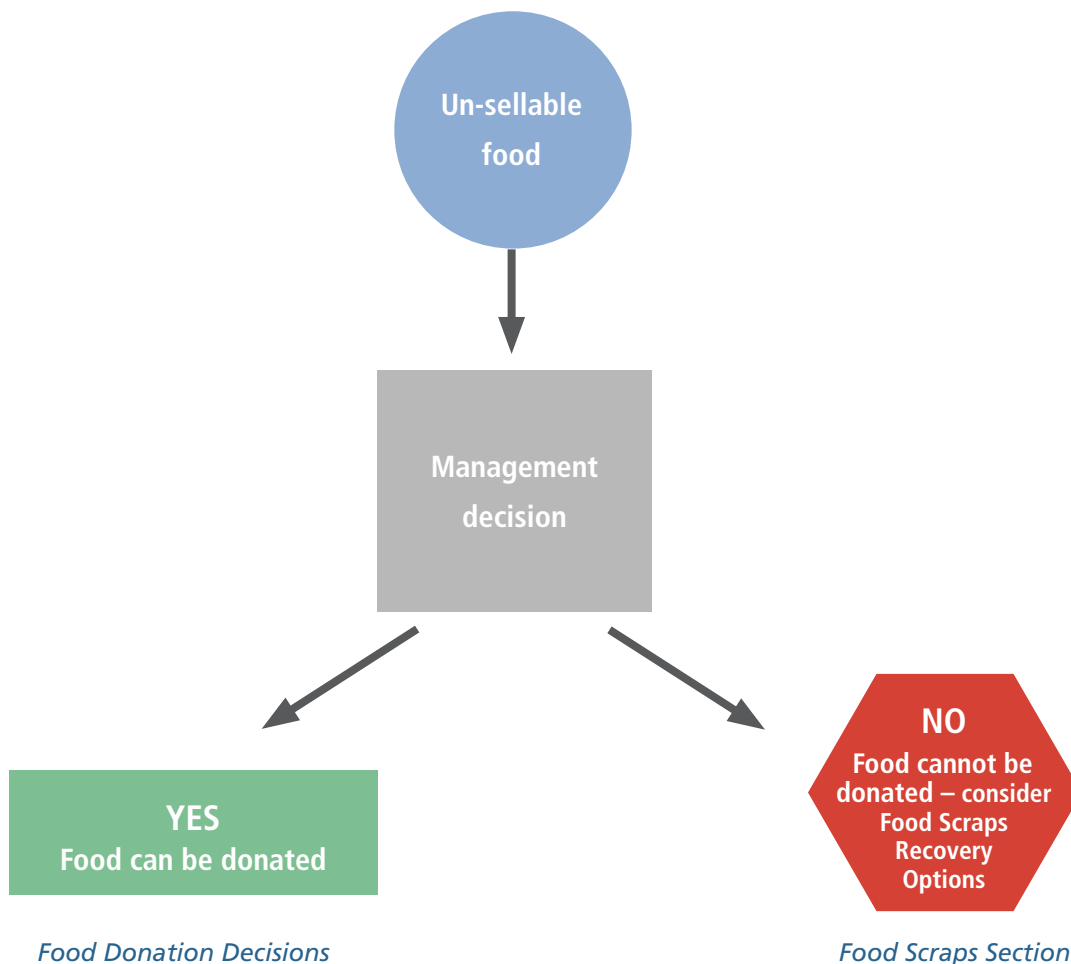 Un-sellable
food
Management
decision
YES
Food can be donated
NO
Food cannot be
donated – consider
Food Scraps
Recovery
Options
Food Donation Decisions
Food Scraps Section